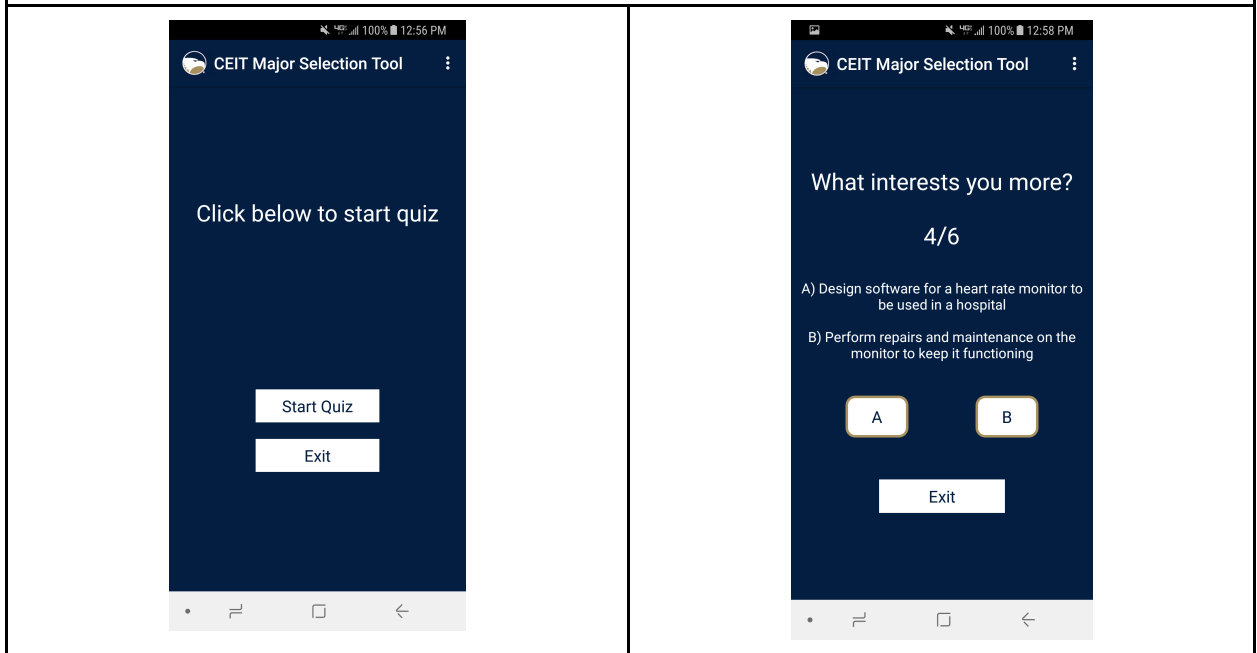 100% 12:56 PM
CEIT Major Selection Tool
Click below to start quiz
Start Quiz
Exit
100% 12:58 PM
CEIT Major Selection Tool
What interests you more?
4/6
A) Design software for a heart rate monitor to
be used in a hospital
B) Perform repairs and maintenance on the
monitor to keep it functioning
A B
Exit